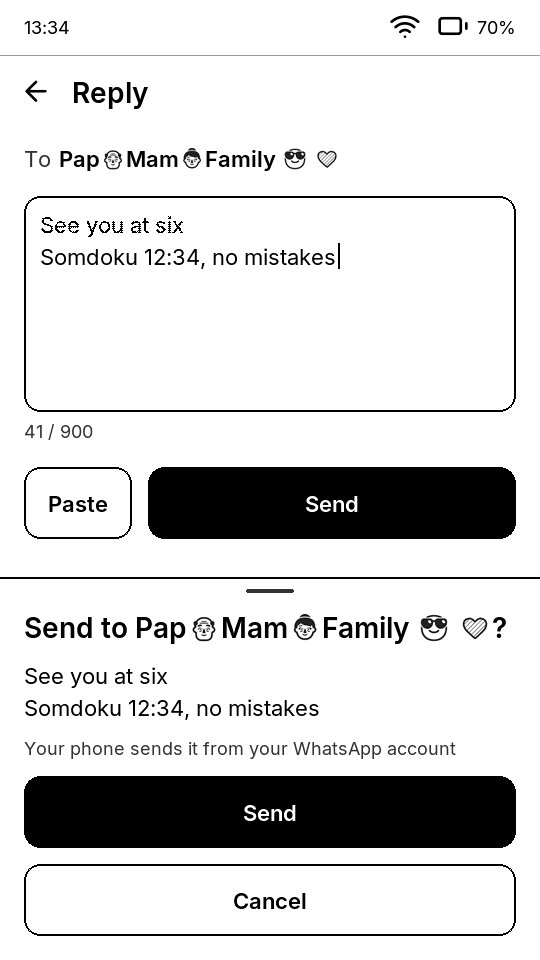 13:34 70%
Reply
To Pap👴Mam👵Family 😎 🩶
See you at six
Somdoku 12:34, no mistakes
41 / 900
Paste Send
Send to Pap👴Mam👵Family 😎 🩶?
See you at six
Somdoku 12:34, no mistakes
Your phone sends it from your WhatsApp account
Send
Cancel